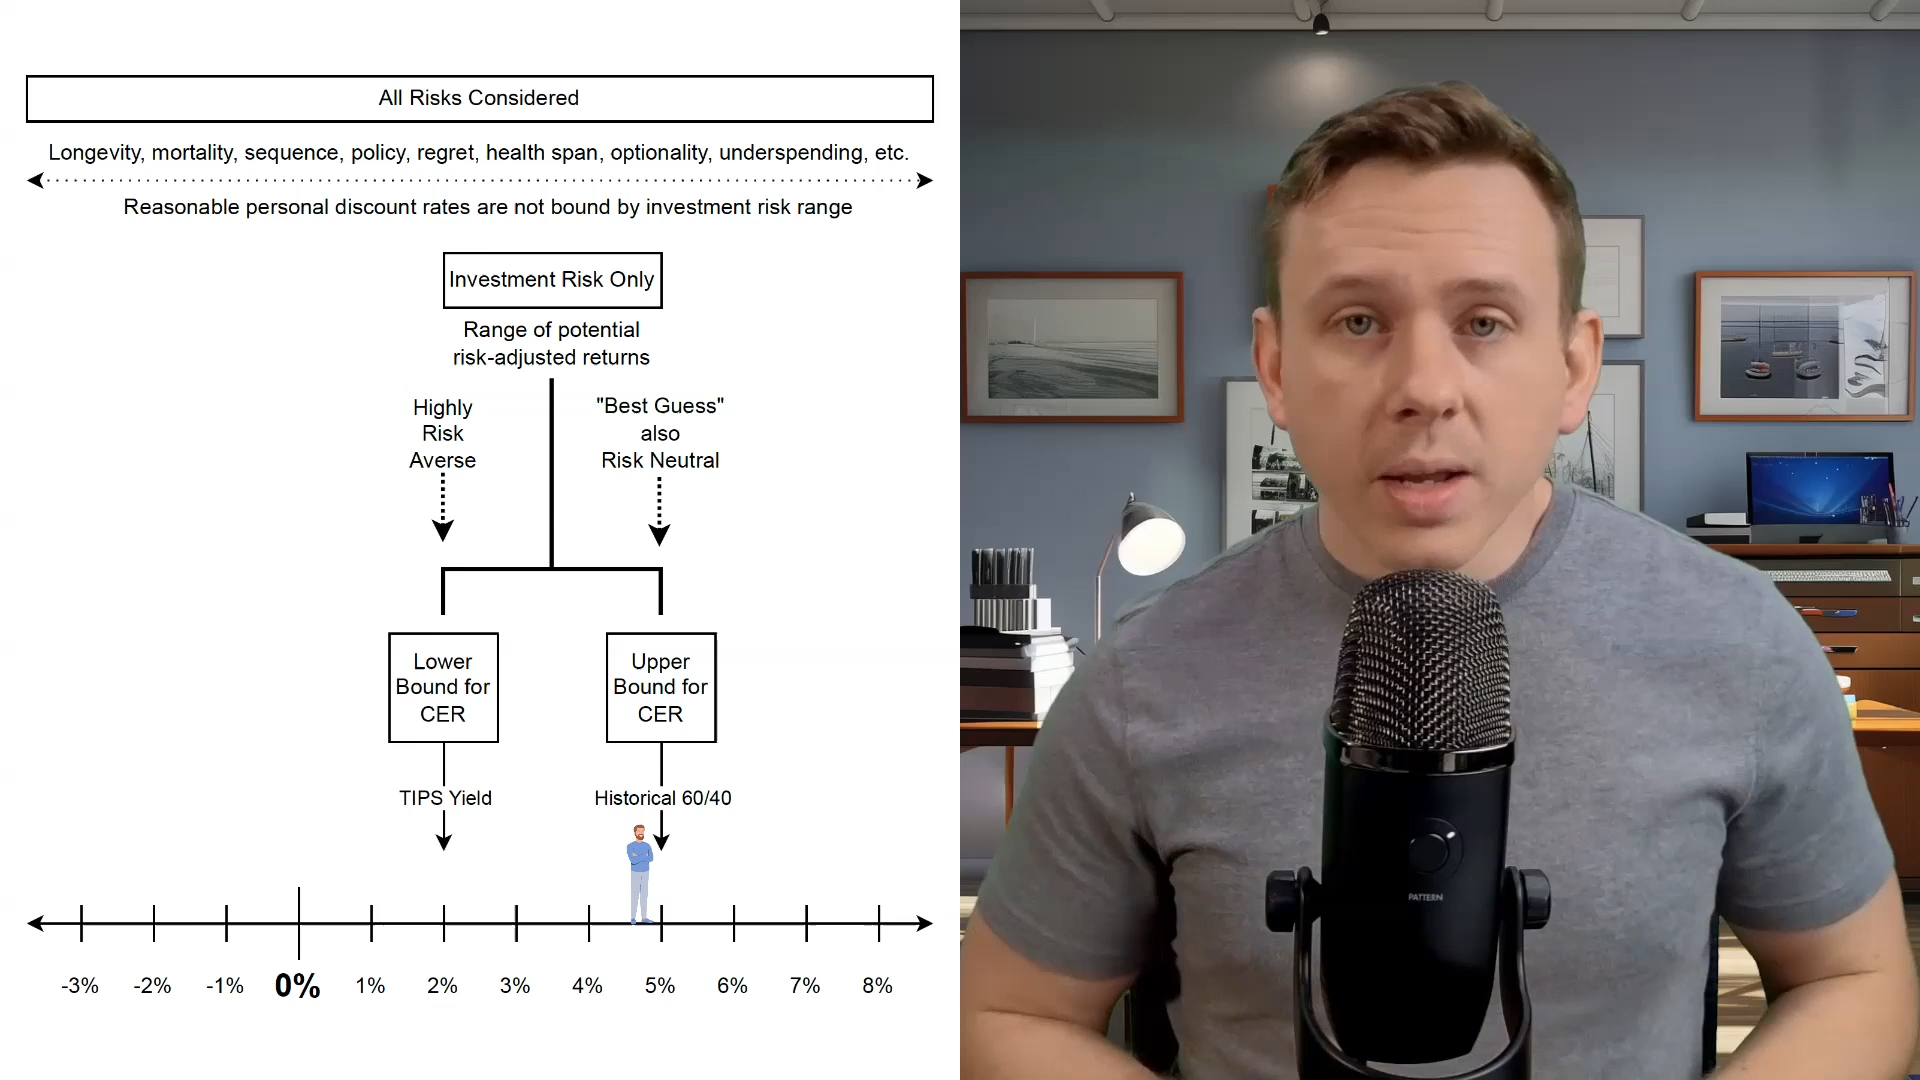 All Risks Considered
Longevity, mortality, sequence, policy, regret, health span, optionality, underspending, etc.
Reasonable personal discount rates are not bound by investment risk range
Investment Risk Only
Range of potential
risk-adjusted returns
Highly
Risk
Averse
"Best Guess"
also
Risk Neutral
Lower
Bound for
CER
Upper
Bound for
CER
TIPS Yield
Historical 60/40
-3% -2% -1% 0% 1% 2% 3% 4% 5% 6% 7% 8%
PATTERN